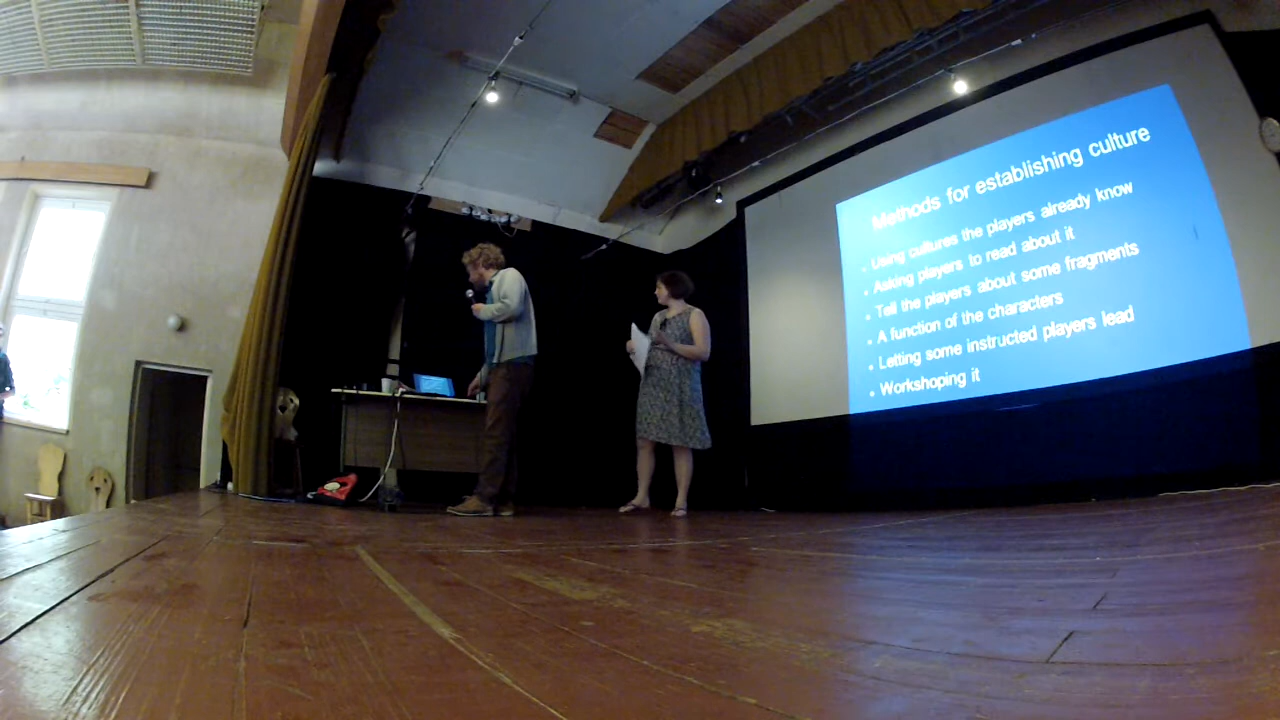 Methods for establishing culture
• Using cultures the players already know
• Asking players to read about it
• Tell the players about some fragments
• A function of the characters
• Letting some instructed players lead
• Workshoping it